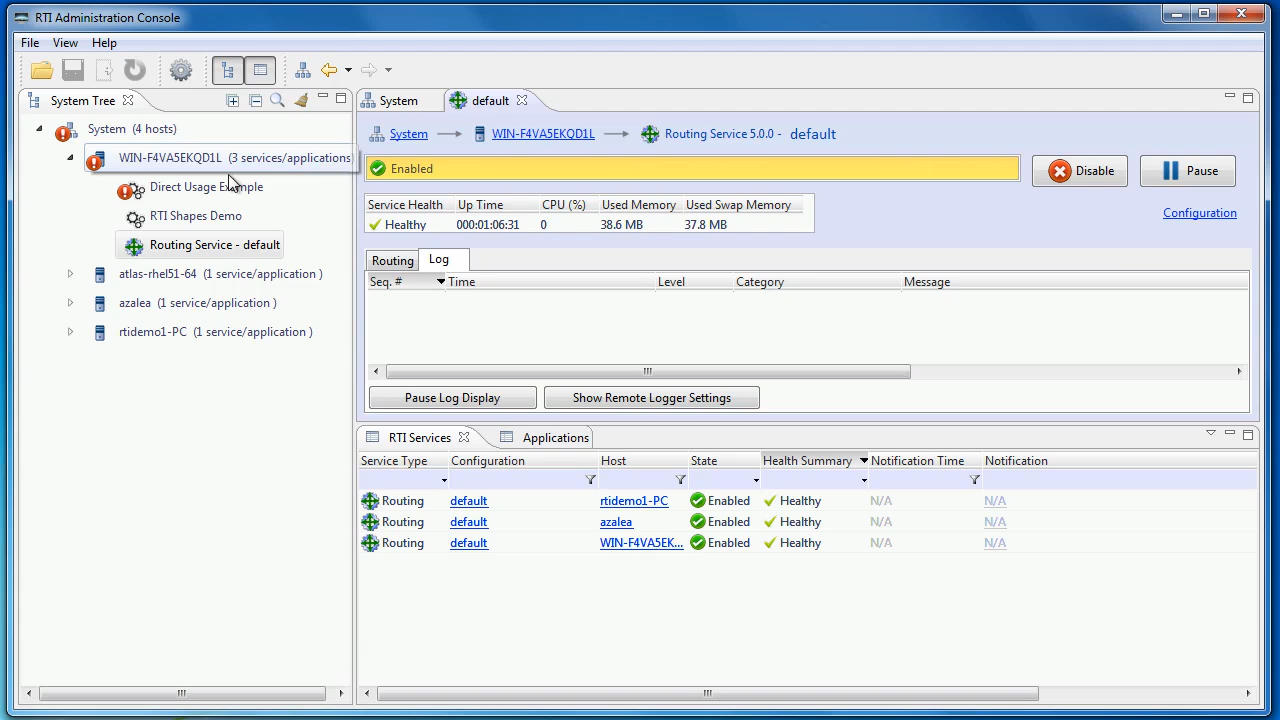 RTI Administration Console
File View Help
System Tree
System (4 hosts)
WIN-F4VA5EKQD1L (3 services/applications)
Direct Usage Example
RTI Shapes Demo
Routing Service - default
atlas-rhel51-64 (1 service/application )
azalea (1 service/application )
rtidemo1-PC (1 service/application )
System default
System WIN-F4VA5EKQD1L Routing Service 5.0.0 - default
Enabled Disable Pause
Service Health Up Time CPU (%) Used Memory Used Swap Memory
Healthy 000:01:06:31 0 38.6 MB 37.8 MB
Configuration
Routing Log
Seq. # Time Level Category Message
Pause Log Display Show Remote Logger Settings
RTI Services Applications
Service Type Configuration Host State Health Summary Notification Time Notification
Routing default rtidemo1-PC Enabled Healthy N/A N/A
Routing default azalea Enabled Healthy N/A N/A
Routing default WIN-F4VA5EK... Enabled Healthy N/A N/A